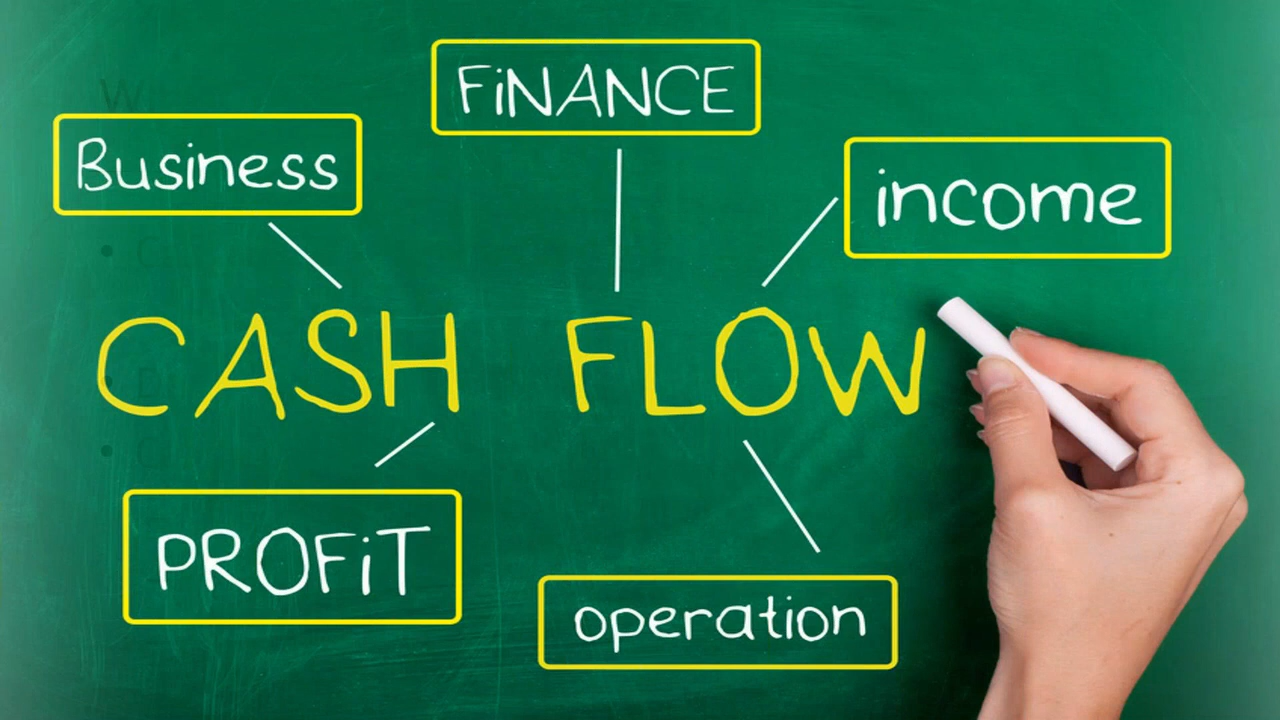 FiNANCE
Business
income
CASH FLOW
PROFiT
operation